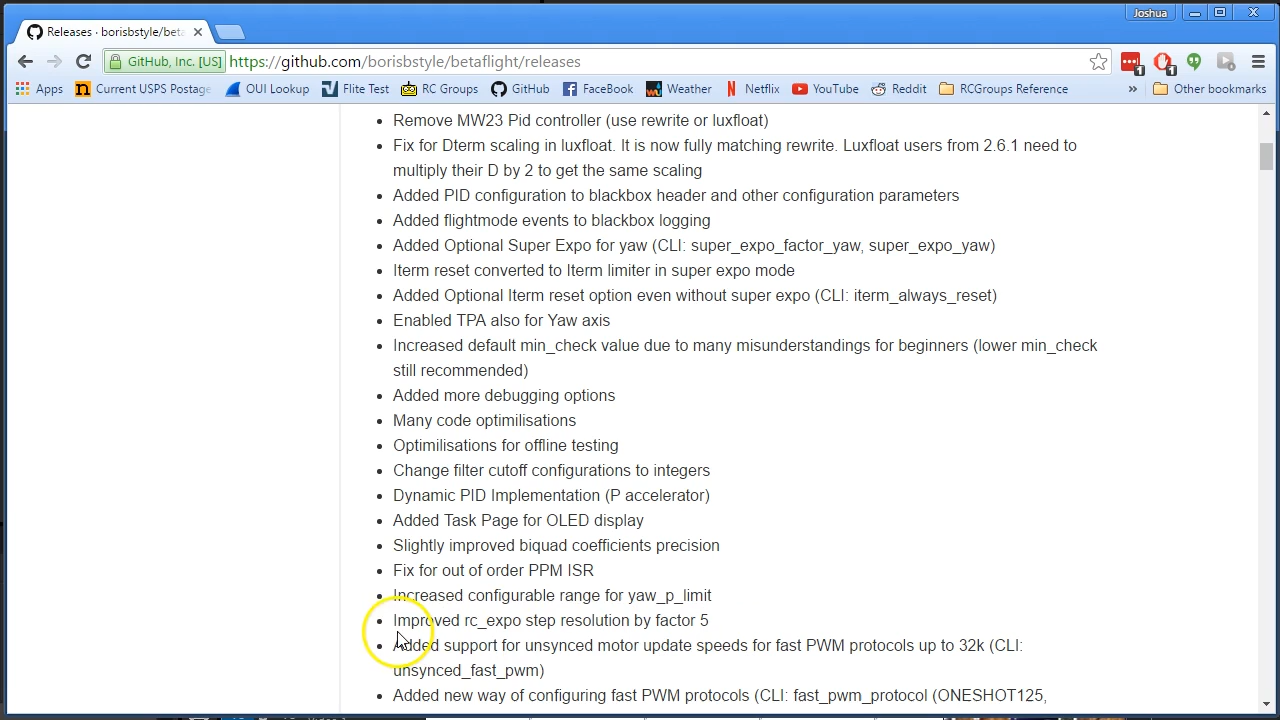 Joshua
Releases · borisbstyle/beta
GitHub, Inc. [US]
https://github.com/borisbstyle/betaflight/releases
1
1
Apps
n
Current USPS Postage
OUI Lookup
Flite Test
RC Groups
GitHub
FaceBook
Weather
Netflix
YouTube
Reddit
RCGroups Reference
»
Other bookmarks
• Remove MW23 Pid controller (use rewrite or luxfloat)
• Fix for Dterm scaling in luxfloat. It is now fully matching rewrite. Luxfloat users from 2.6.1 need to
multiply their D by 2 to get the same scaling
• Added PID configuration to blackbox header and other configuration parameters
• Added flightmode events to blackbox logging
• Added Optional Super Expo for yaw (CLI: super_expo_factor_yaw, super_expo_yaw)
• Iterm reset converted to Iterm limiter in super expo mode
• Added Optional Iterm reset option even without super expo (CLI: iterm_always_reset)
• Enabled TPA also for Yaw axis
• Increased default min_check value due to many misunderstandings for beginners (lower min_check
still recommended)
• Added more debugging options
• Many code optimilisations
• Optimilisations for offline testing
• Change filter cutoff configurations to integers
• Dynamic PID Implementation (P accelerator)
• Added Task Page for OLED display
• Slightly improved biquad coefficients precision
• Fix for out of order PPM ISR
• Increased configurable range for yaw_p_limit
• Improved rc_expo step resolution by factor 5
• Added support for unsynced motor update speeds for fast PWM protocols up to 32k (CLI:
unsynced_fast_pwm)
• Added new way of configuring fast PWM protocols (CLI: fast_pwm_protocol (ONESHOT125,